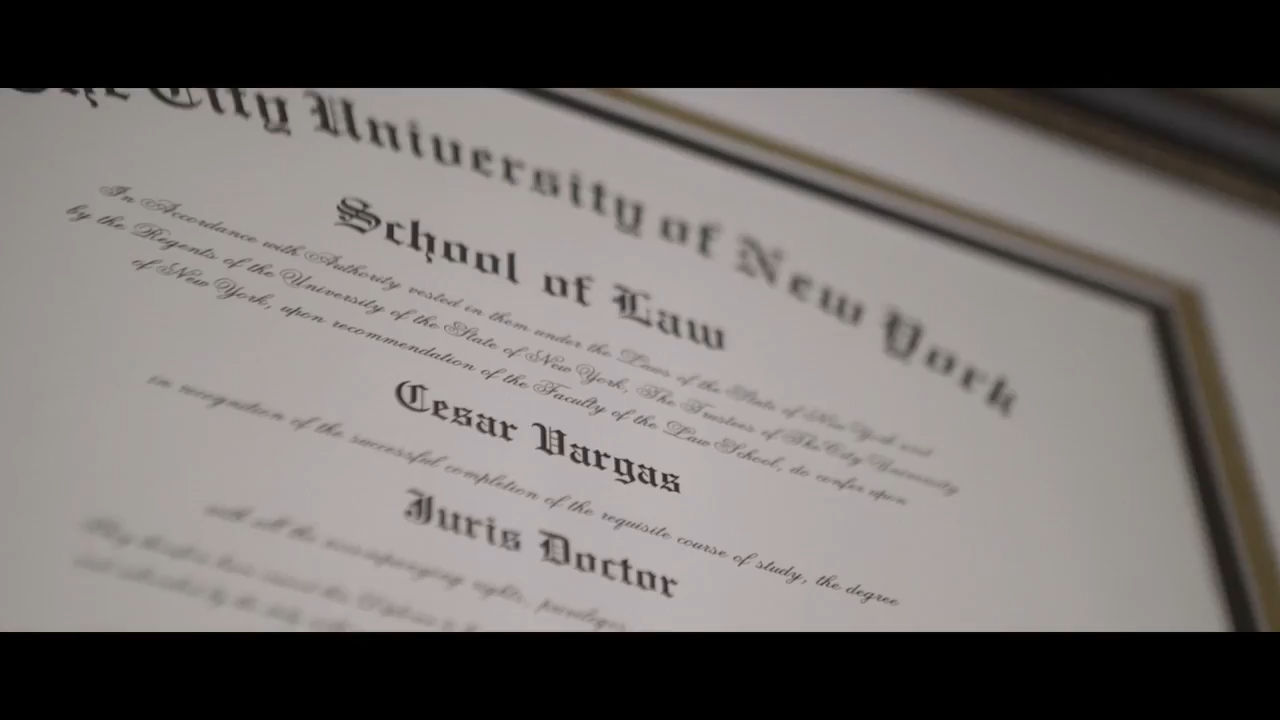 The City University of New York
School of Law
In Accordance with Authority vested in them under the Laws of the State of New York and
by the Regents of the University of the State of New York, The Trustees of The City University
of New York, upon recommendation of the Faculty of the Law School, do confer upon
Cesar Vargas
in recognition of the successful completion of the requisite course of study, the degree
Juris Doctor
with all the accompanying rights, privileges